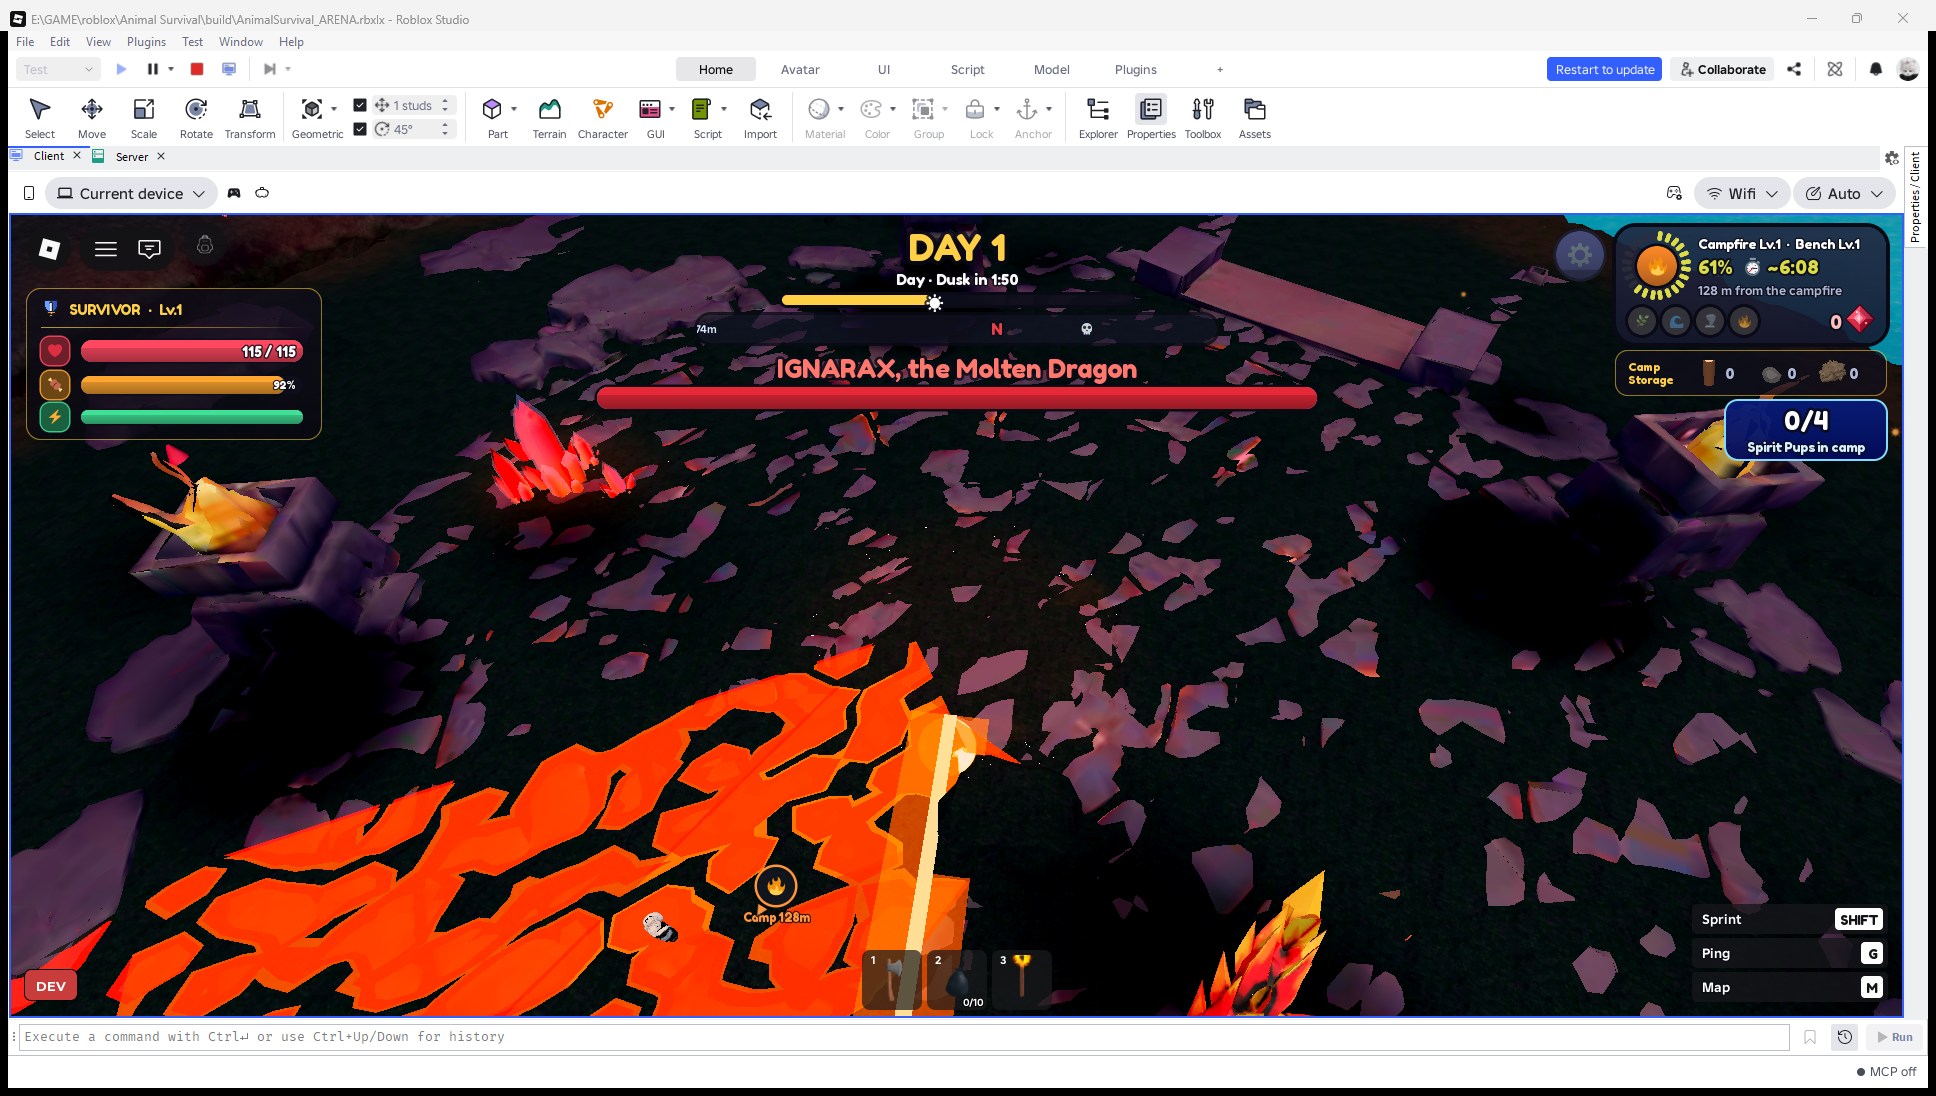 E:\GAME\roblox\Animal Survival\build\AnimalSurvival_ARENA.rbxlx - Roblox Studio
File Edit View Plugins Test Window Help
Test
Home Avatar UI Script Model Plugins +
Restart to update
Collaborate
1 studs
45°
Select Move Scale Rotate Transform Geometric Part Terrain Character GUI Script Import Material Color Group Lock Anchor Explorer Properties Toolbox Assets
Client Server
Properties / Client
Current device
Wifi Auto
DAY 1
Day · Dusk in 1:50
74m N
IGNARAX, the Molten Dragon
SURVIVOR · Lv.1
115 / 115
92%
Campfire Lv.1 · Bench Lv.1
61% ~6:08
128 m from the campfire
0
Camp Storage 0 0 0
0/4
Spirit Pups in camp
Camp 128m
1 2 3
0/10
Sprint SHIFT
Ping G
Map M
DEV
Execute a command with Ctrl+↵ or use Ctrl+Up/Down for history
Run
MCP off